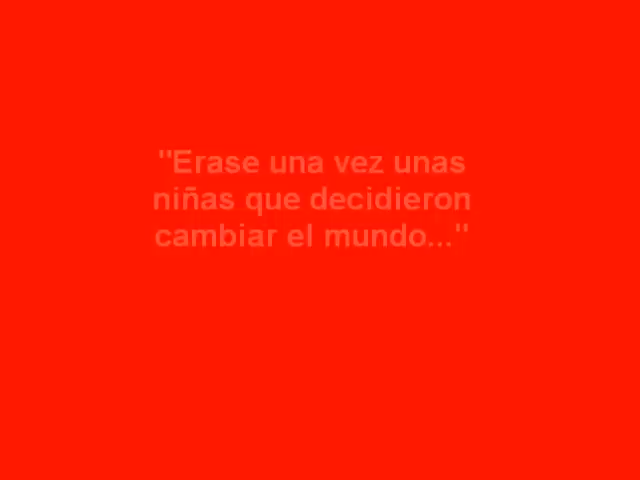 "Erase una vez unas
niñas que decidieron
cambiar el mundo..."